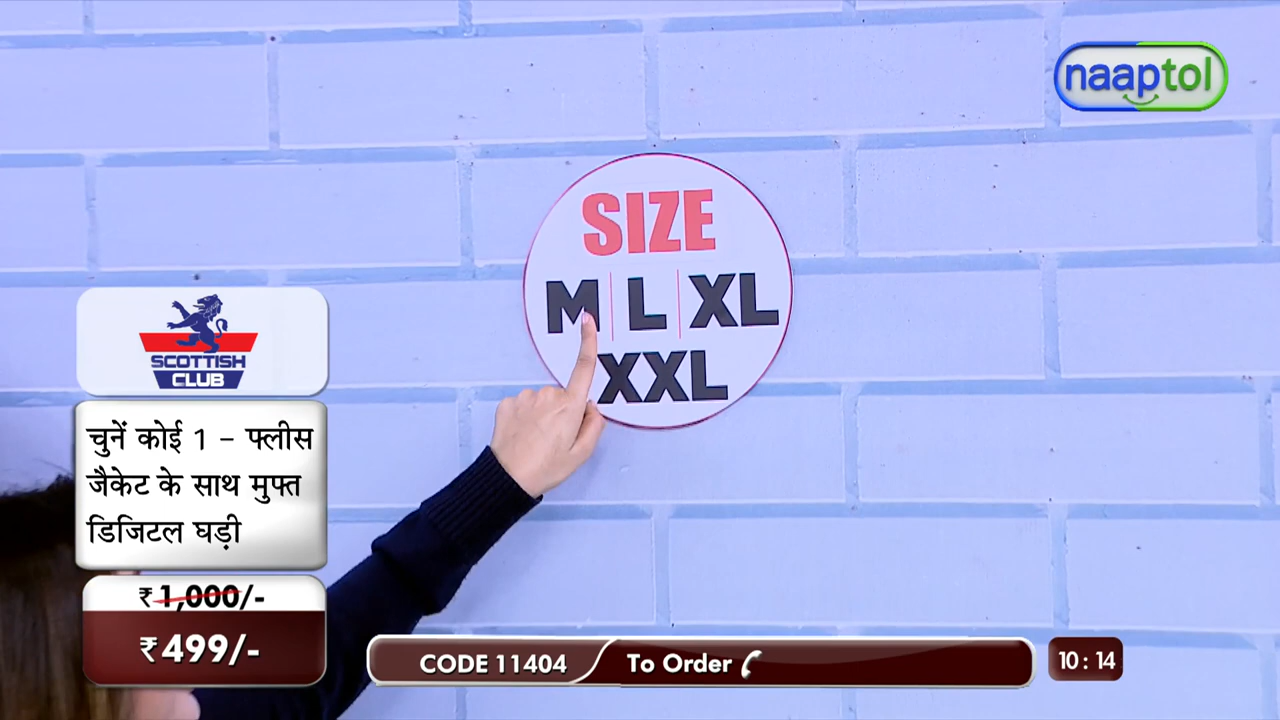 naaptol
SIZE
M | L | XL
XXL
SCOTTISH
CLUB
चुनें कोई 1 – फ्लीस
जैकेट के साथ मुफ्त
डिजिटल घड़ी
₹1,000/-
₹499/-
CODE 11404
To Order
10 : 14